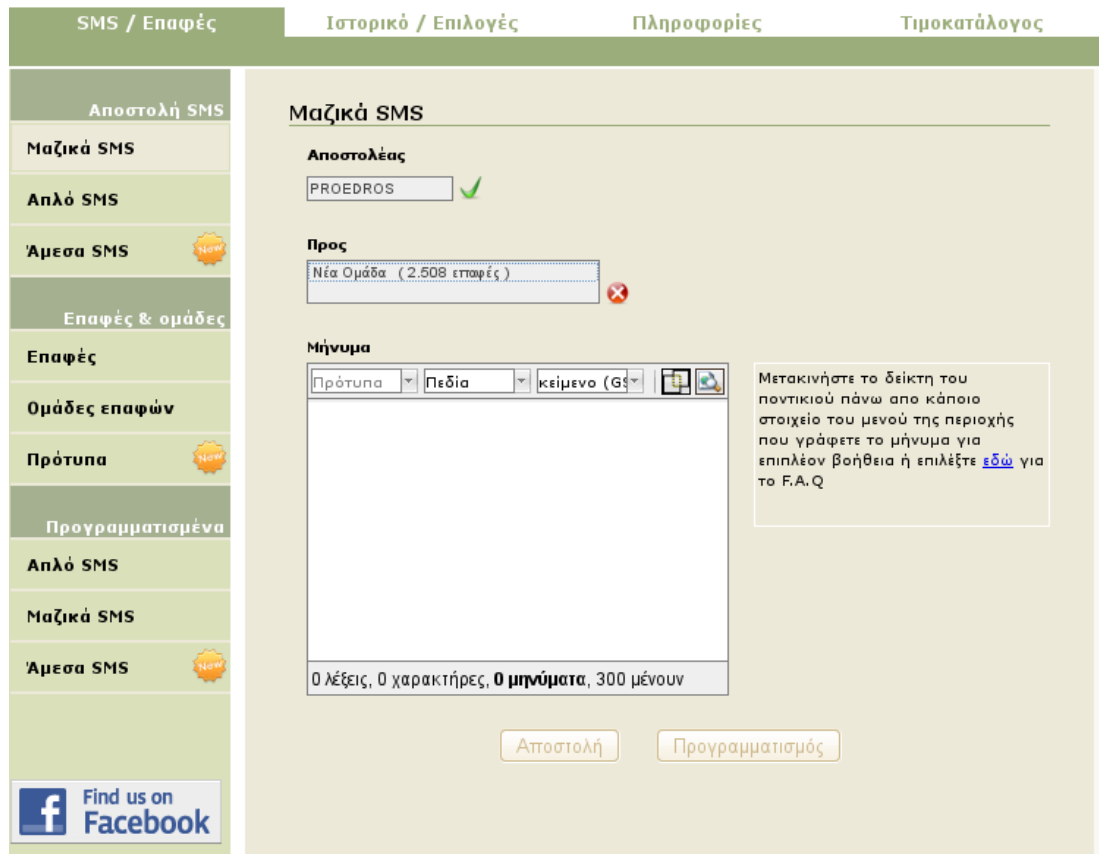 SMS / Επαφές
Ιστορικό / Επιλογές
Πληροφορίες
Τιμοκατάλογος
Αποστολή SMS
Μαζικά SMS
Απλό SMS
Άμεσα SMS
New
Επαφές & ομάδες
Επαφές
Ομάδες επαφών
Πρότυπα
New
Προγραμματισμένα
Απλό SMS
Μαζικά SMS
Άμεσα SMS
New
Find us on
Facebook
Μαζικά SMS
Αποστολέας
PROEDROS
Προς
Νέα Ομάδα ( 2.508 επαφές )
Μήνυμα
Πρότυπα
Πεδία
κείμενο (GS
0 λέξεις, 0 χαρακτήρες, 0 μηνύματα, 300 μένουν
Μετακινήστε το δείκτη του
ποντικιού πάνω απο κάποιο
στοιχείο του μενού της περιοχής
που γράφετε το μήνυμα για
επιπλέον βοήθεια ή επιλέξτε εδώ για
το F.A.Q
Αποστολή
Προγραμματισμός